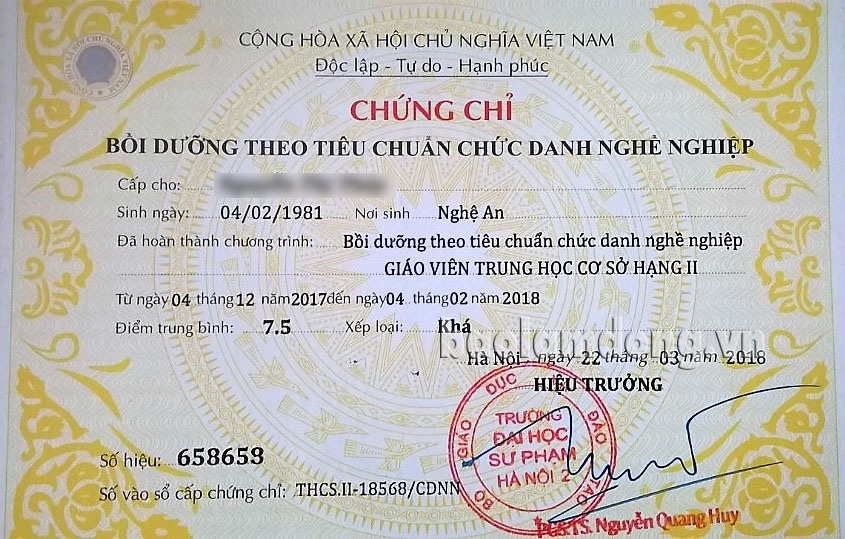 CỘNG HÒA XÃ HỘI CHỦ NGHĨA VIỆT NAM
Độc lập - Tự do - Hạnh phúc
CHỨNG CHỈ
BỒI DƯỠNG THEO TIÊU CHUẨN CHỨC DANH NGHỀ NGHIỆP
Cấp cho:
Sinh ngày: 04/02/1981 Nơi sinh Nghệ An
Đã hoàn thành chương trình: Bồi dưỡng theo tiêu chuẩn chức danh nghề nghiệp
GIÁO VIÊN TRUNG HỌC CƠ SỞ HẠNG II
Từ ngày 04 tháng 12 năm 2017 đến ngày 04 tháng 02 năm 2018
Điểm trung bình: 7.5 Xếp loại: Khá
baolamdong.vn
Hà Nội, ngày 22 tháng 03 năm 2018
HIỆU TRƯỞNG
BỘ GIÁO DỤC ĐÀO TẠO
TRƯỜNG
ĐẠI HỌC
SƯ PHẠM
HÀ NỘI 2
Số hiệu: 658658
Số vào sổ cấp chứng chỉ: THCS.II-18568/CDNN
PGS.TS. Nguyễn Quang Huy